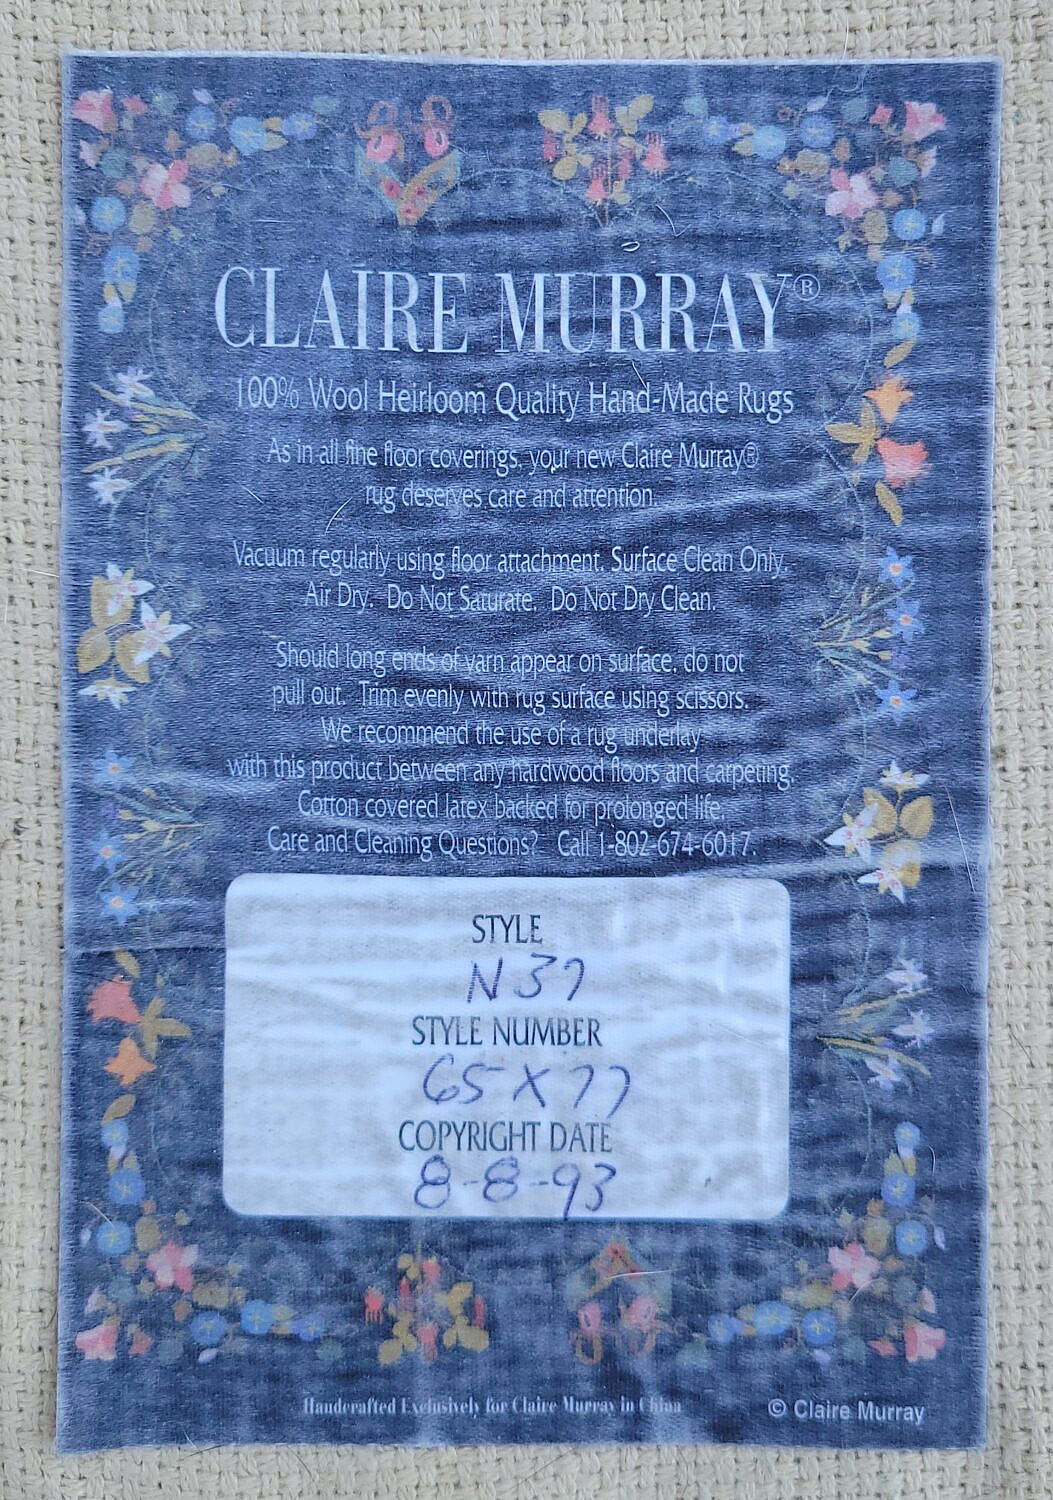 CLAIRE MURRAY®
100% Wool Heirloom Quality Hand-Made Rugs
As in all fine floor coverings, your new Claire Murray®
rug deserves care and attention.
Vacuum regularly using floor attachment. Surface Clean Only.
Air Dry. Do Not Saturate. Do Not Dry Clean.
Should long ends of yarn appear on surface, do not
pull out. Trim evenly with rug surface using scissors.
We recommend the use of a rug underlay
with this product between any hardwood floors and carpeting.
Cotton covered latex backed for prolonged life.
Care and Cleaning Questions? Call 1-802-674-6017.
STYLE
N 37
STYLE NUMBER
65 X 77
COPYRIGHT DATE
8-8-93
Handcrafted Exclusively for Claire Murray in China
© Claire Murray